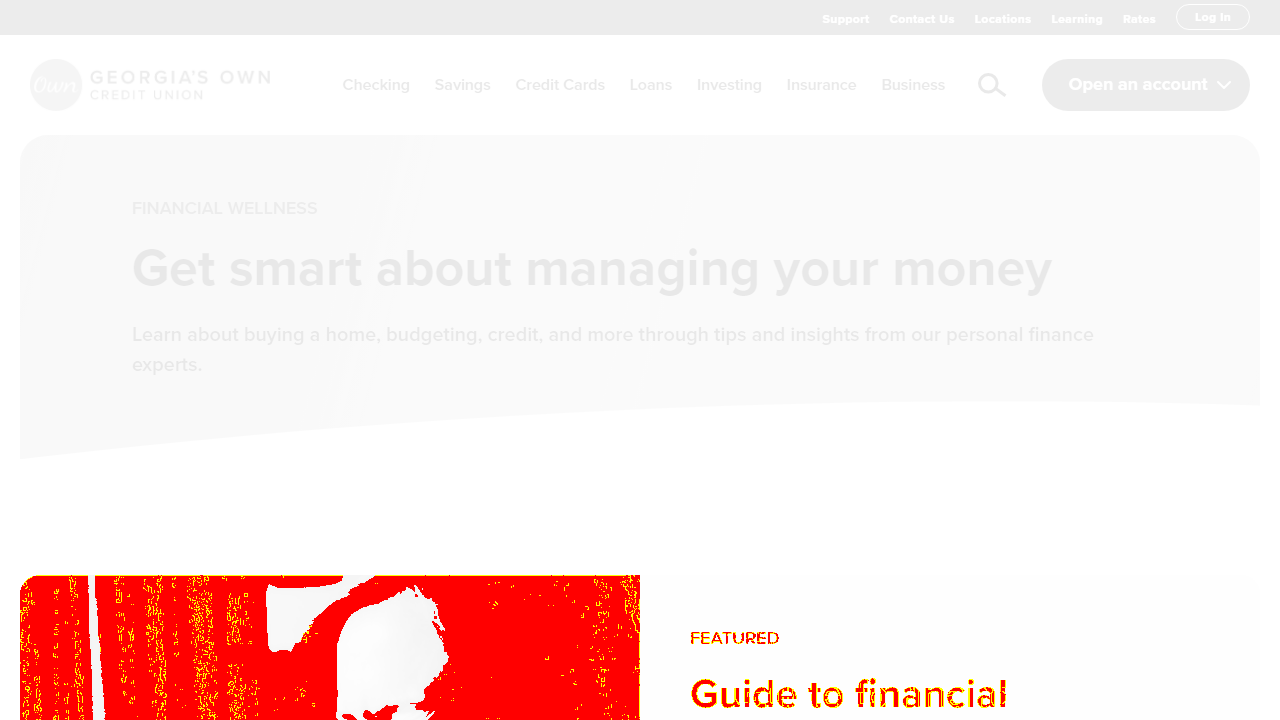 Support Contact Us Locations Learning Rates Log In
Own GEORGIA'S OWN
CREDIT UNION
Checking Savings Credit Cards Loans Investing Insurance Business Open an account
FINANCIAL WELLNESS
Get smart about managing your money
Learn about buying a home, budgeting, credit, and more through tips and insights from our personal finance
experts.
FEATURED
Guide to financial